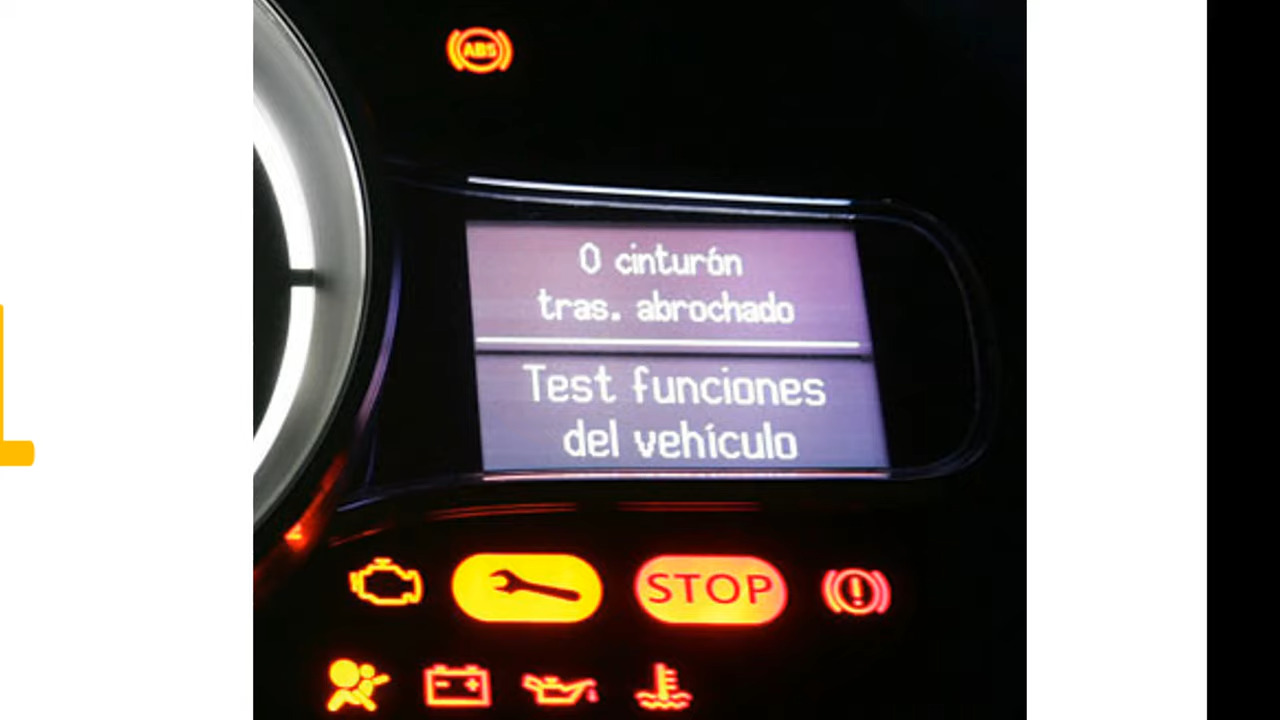 ABS
0 cinturón
tras. abrochado
Test funciones
del vehículo
STOP